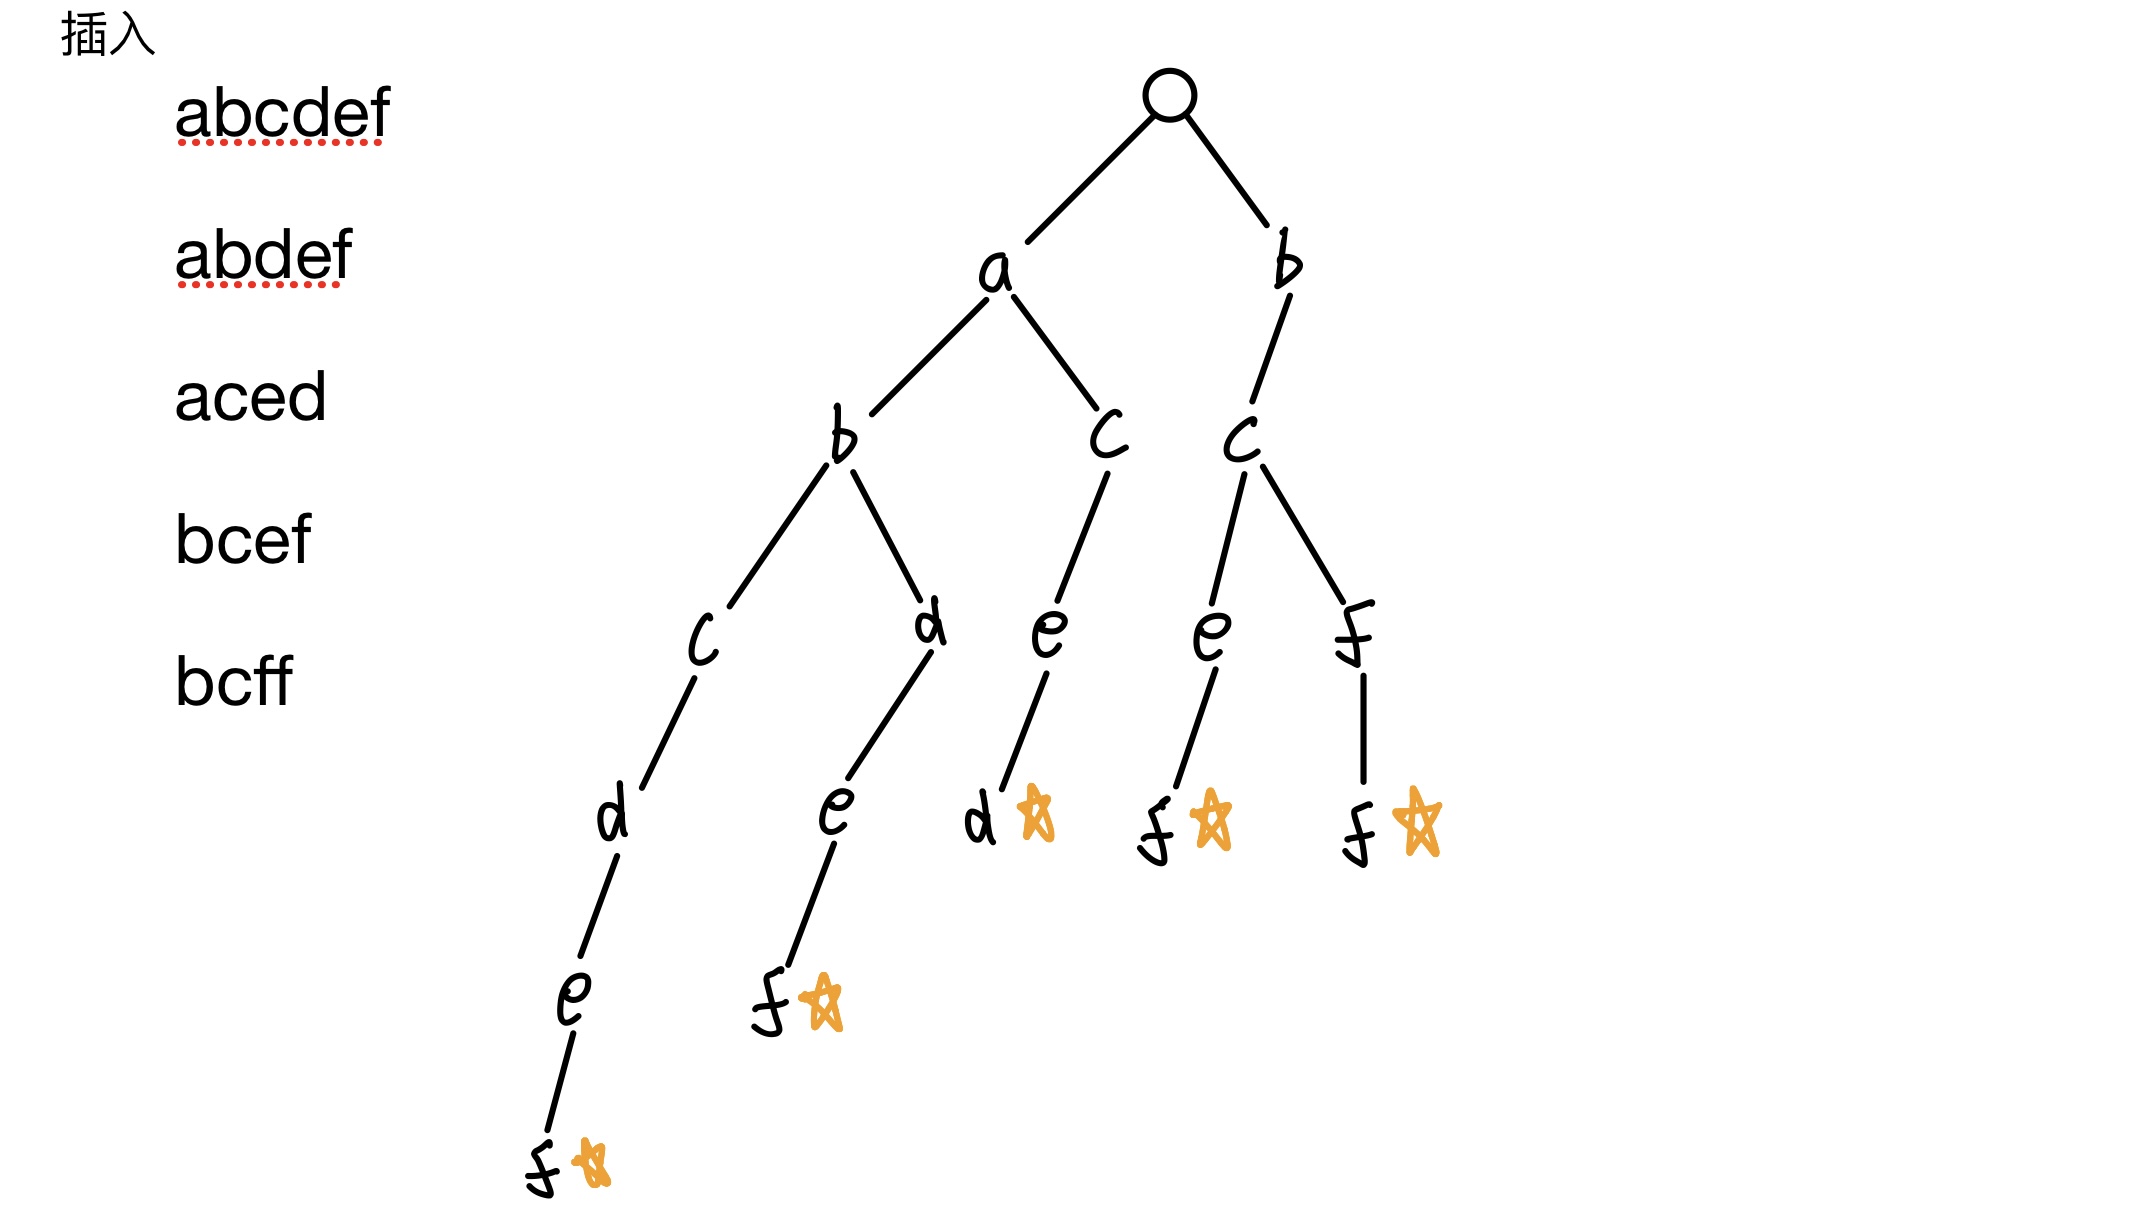 插入
abcdef
abdef
aced
bcef
bcff
a b
b c c
c d e e f
d e d f f
e f
f